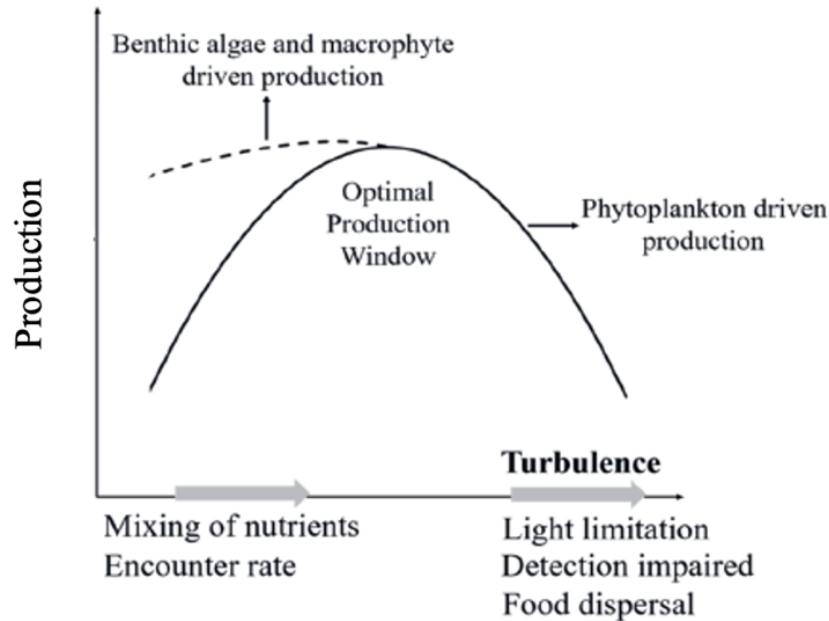 Benthic algae and macrophyte
driven production
Optimal
Production
Window
Phytoplankton driven
production
Production
Turbulence
Mixing of nutrients
Encounter rate
Light limitation
Detection impaired
Food dispersal